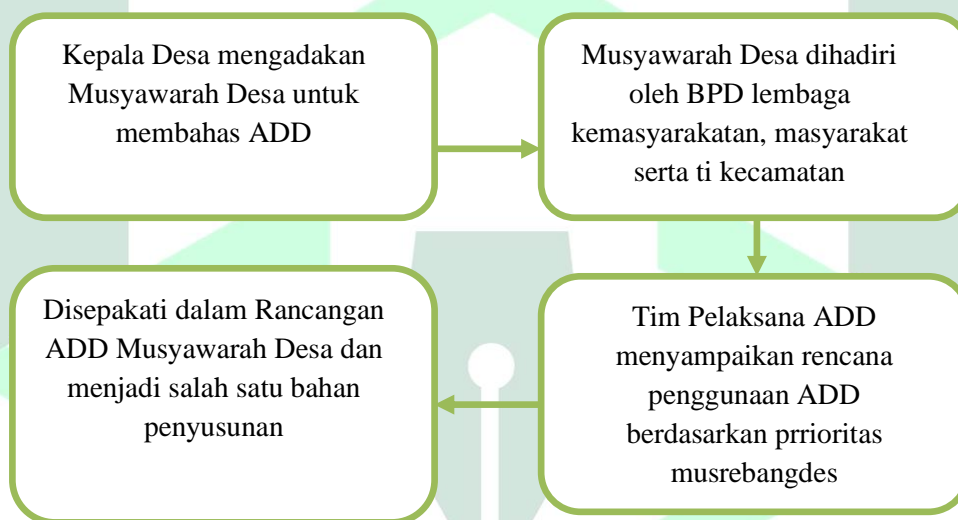 Kepala Desa mengadakan
Musyawarah Desa untuk
membahas ADD
Musyawarah Desa dihadiri
oleh BPD lembaga
kemasyarakatan, masyarakat
serta ti kecamatan
Tim Pelaksana ADD
menyampaikan rencana
penggunaan ADD
berdasarkan prrioritas
musrebangdes
Disepakati dalam Rancangan
ADD Musyawarah Desa dan
menjadi salah satu bahan
penyusunan